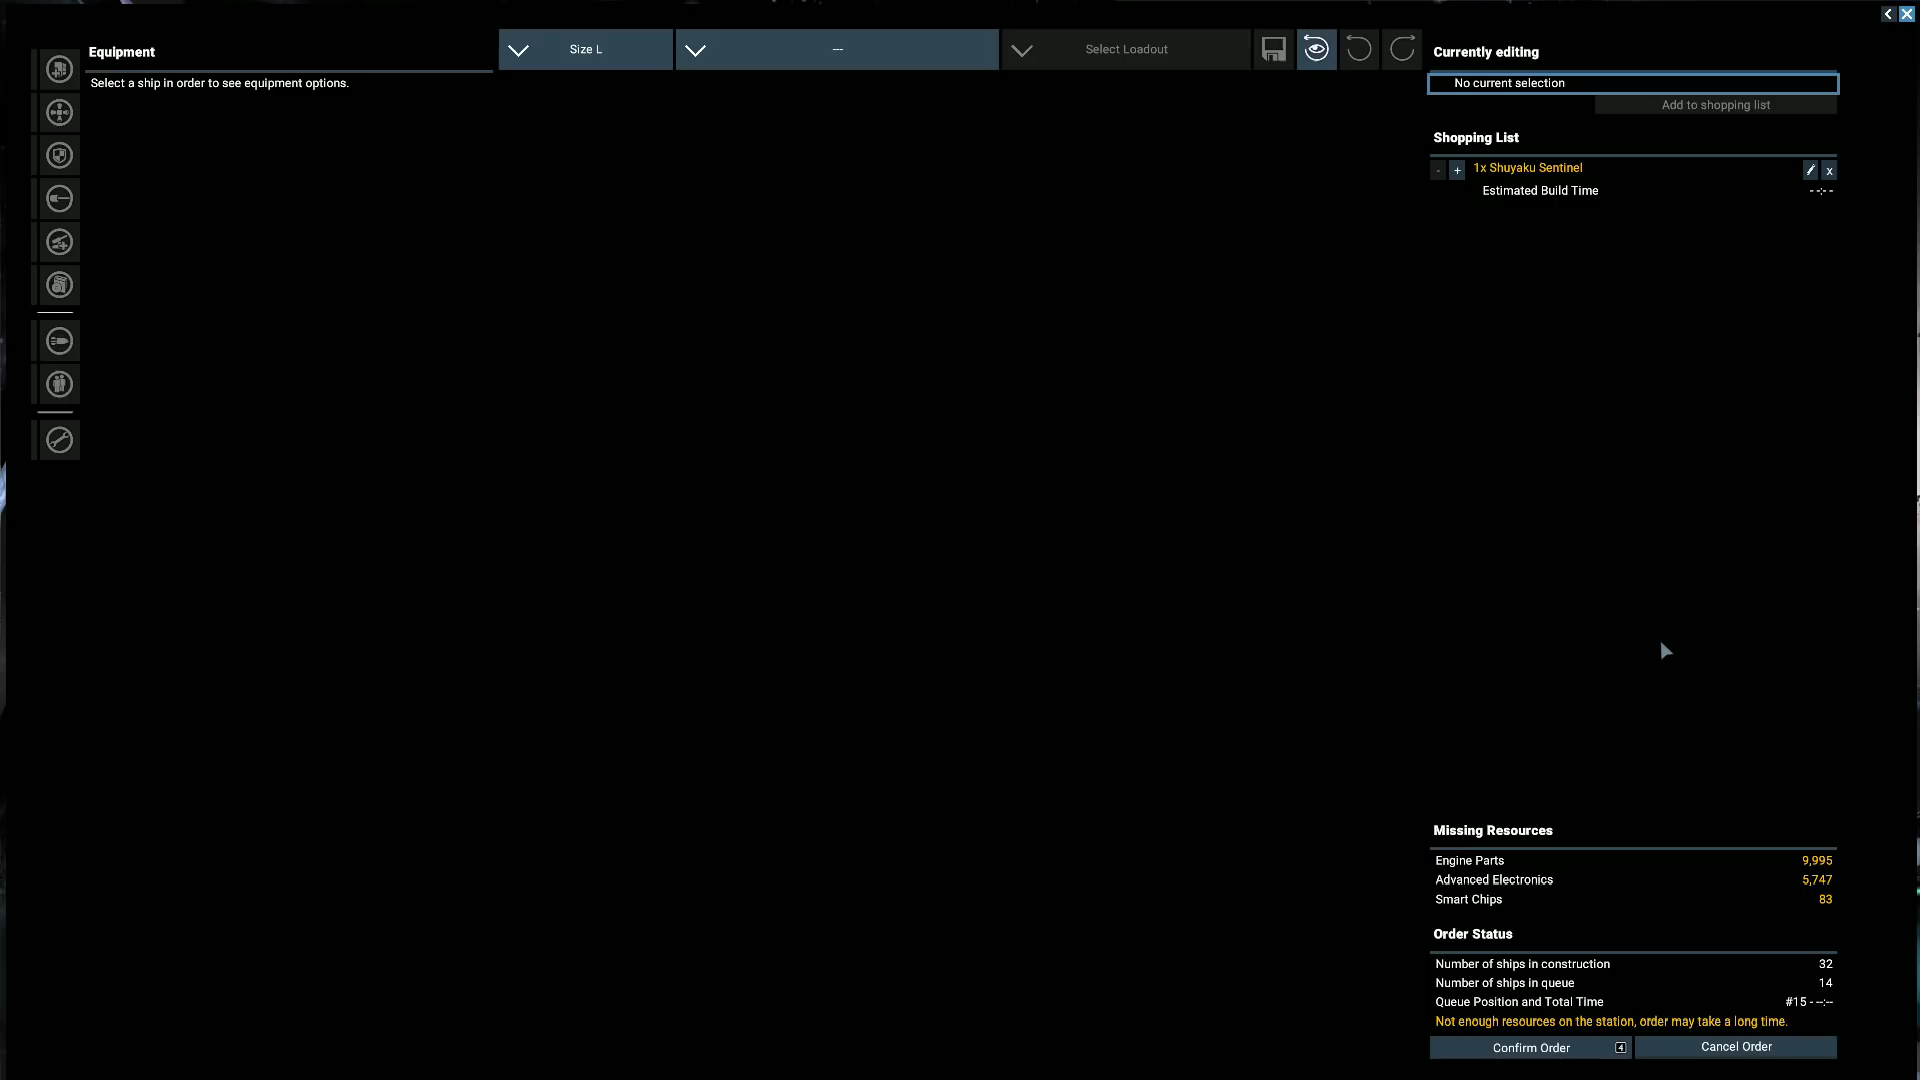 Equipment
Select a ship in order to see equipment options.
Size L
---
Select Loadout
Currently editing
No current selection
Add to shopping list
Shopping List
- + 1x Shuyaku Sentinel x
Estimated Build Time --:--
Missing Resources
Engine Parts 9,995
Advanced Electronics 5,747
Smart Chips 83
Order Status
Number of ships in construction 32
Number of ships in queue 14
Queue Position and Total Time #15 - --:--
Not enough resources on the station, order may take a long time.
Confirm Order 4 Cancel Order